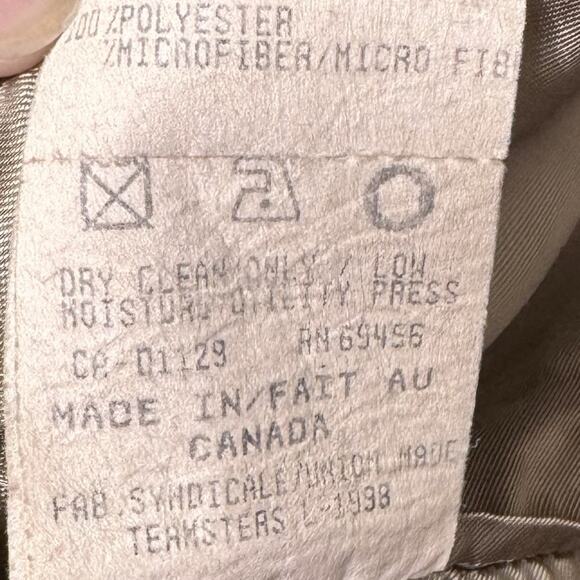 100%POLYESTER
%MICROFIBER/MICRO FIB
DRY CLEAN ONLY / LOW
MOISTURE/UTILITY PRESS
CA-01129 RN69456
MADE IN/FAIT AU
CANADA
FAB.SYNDICALE/UNION MADE
TEAMSTERS L-1998